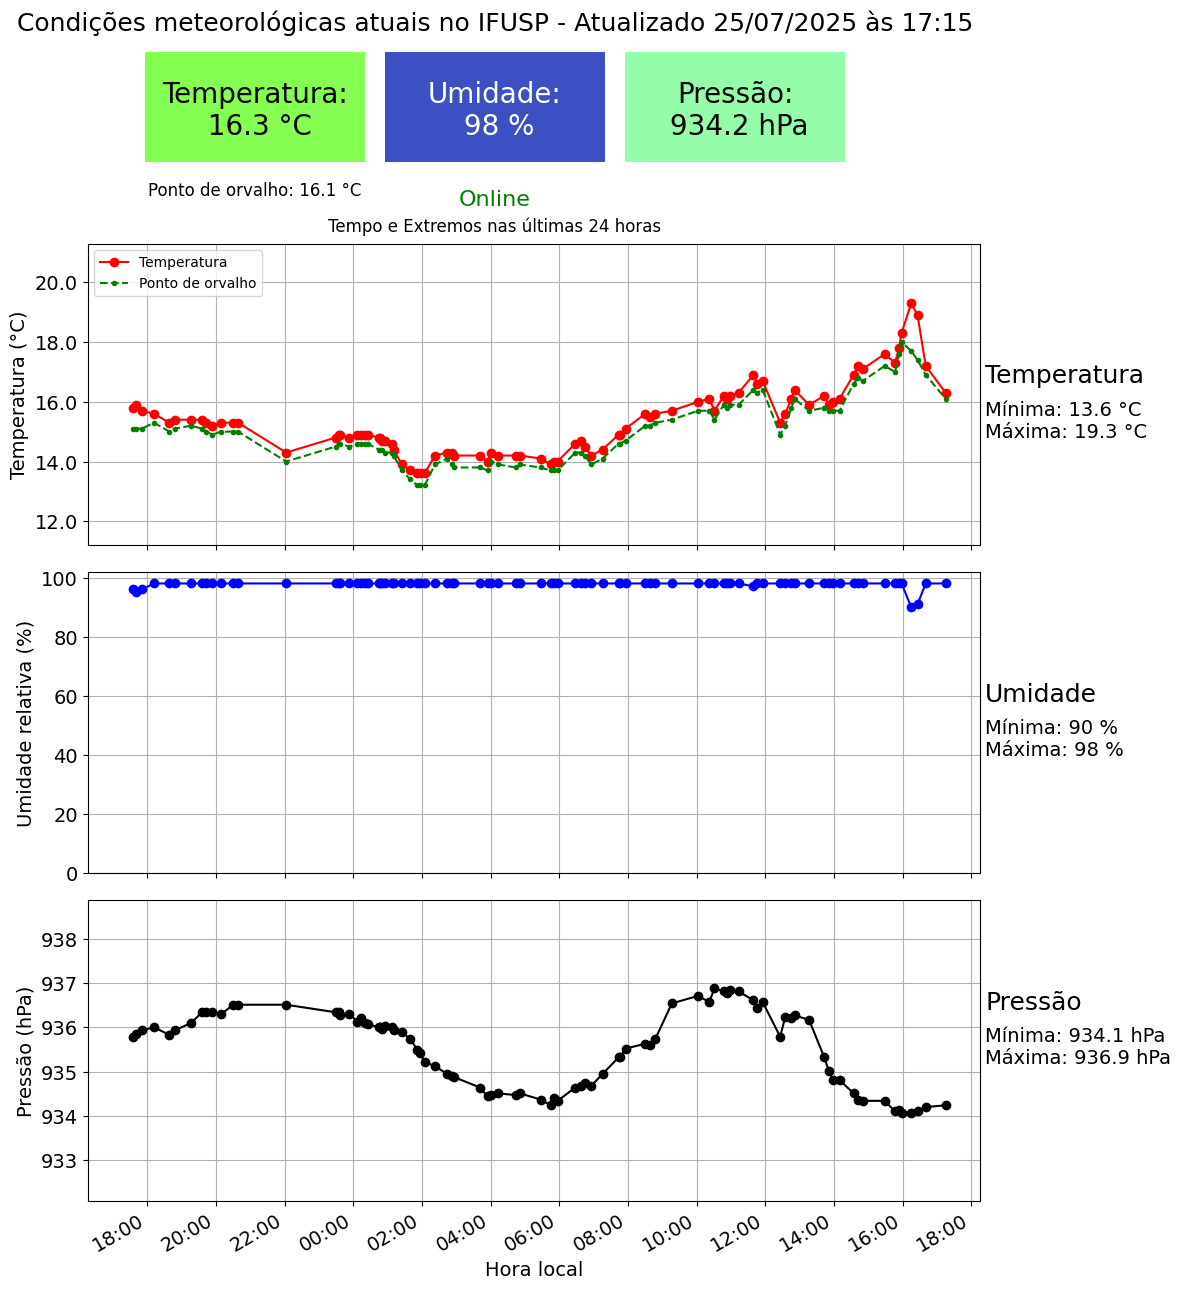 Condições meteorológicas atuais no IFUSP - Atualizado 25/07/2025 às 17:15
Temperatura:
16.3 °C
Umidade:
98 %
Pressão:
934.2 hPa
Ponto de orvalho: 16.1 °C
Online
Tempo e Extremos nas últimas 24 horas
Temperatura
Ponto de orvalho
Temperatura (°C)
20.0
18.0
16.0
14.0
12.0
Temperatura
Mínima: 13.6 °C
Máxima: 19.3 °C
Umidade relativa (%)
100
80
60
40
20
0
Umidade
Mínima: 90 %
Máxima: 98 %
Pressão (hPa)
938
937
936
935
934
933
Pressão
Mínima: 934.1 hPa
Máxima: 936.9 hPa
18:00
20:00
22:00
00:00
02:00
04:00
06:00
08:00
10:00
12:00
14:00
16:00
18:00
Hora local